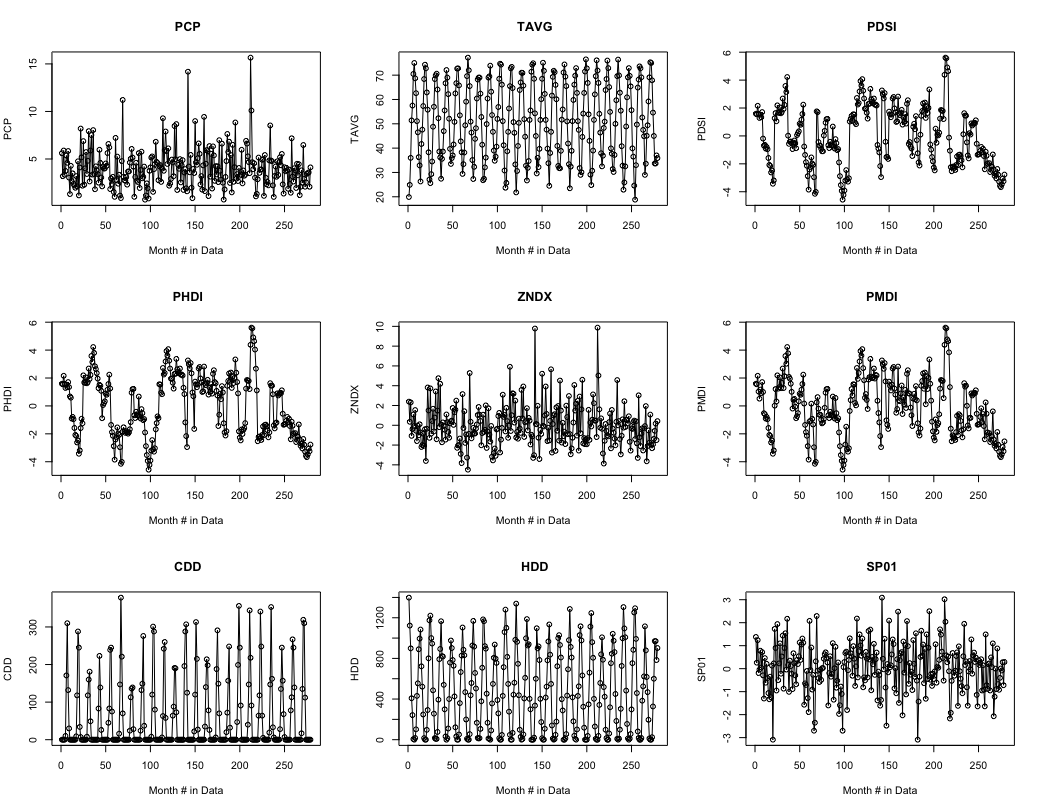 PCP TAVG PDSI
PCP
5 10 15
0 50 100 150 200 250
Month # in Data
TAVG
20 30 40 50 60 70
0 50 100 150 200 250
Month # in Data
PDSI
-4 -2 0 2 4 6
0 50 100 150 200 250
Month # in Data
PHDI ZNDX PMDI
PHDI
-4 -2 0 2 4 6
0 50 100 150 200 250
Month # in Data
ZNDX
-4 -2 0 2 4 6 8 10
0 50 100 150 200 250
Month # in Data
PMDI
-4 -2 0 2 4 6
0 50 100 150 200 250
Month # in Data
CDD HDD SP01
CDD
0 100 200 300
0 50 100 150 200 250
Month # in Data
HDD
0 400 800 1200
0 50 100 150 200 250
Month # in Data
SP01
-3 -2 -1 0 1 2 3
0 50 100 150 200 250
Month # in Data